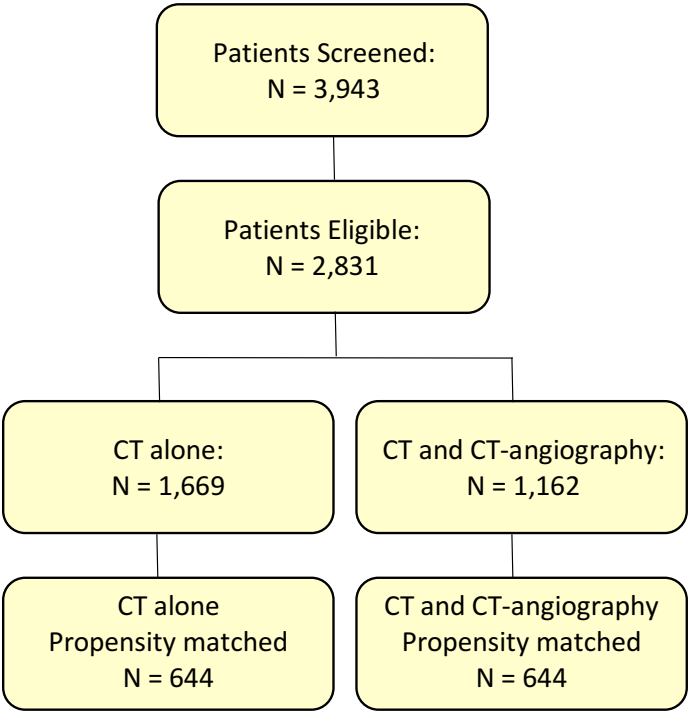 Patients Screened:
N = 3,943
Patients Eligible:
N = 2,831
CT alone:
N = 1,669
CT and CT-angiography:
N = 1,162
CT alone
Propensity matched
N = 644
CT and CT-angiography
Propensity matched
N = 644